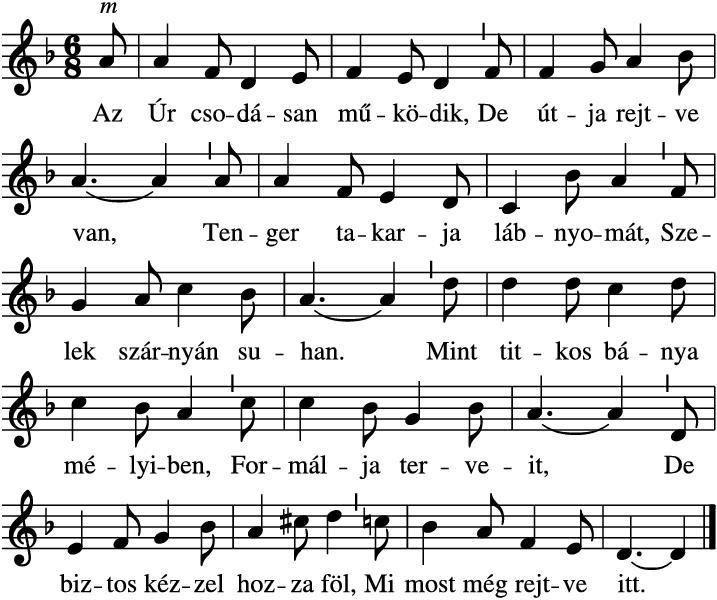 m
6
8
Az Úr cso – dá – san mű – kö – dik, De út – ja rejt – ve
van, Ten – ger ta – kar – ja láb – nyo – mát, Sze –
lek szár – nyán su – han. Mint tit – kos bá – nya
mé – lyi – ben, For – mál – ja ter – ve – it, De
biz – tos kéz – zel hoz – za föl, Mi most még rejt – ve itt.